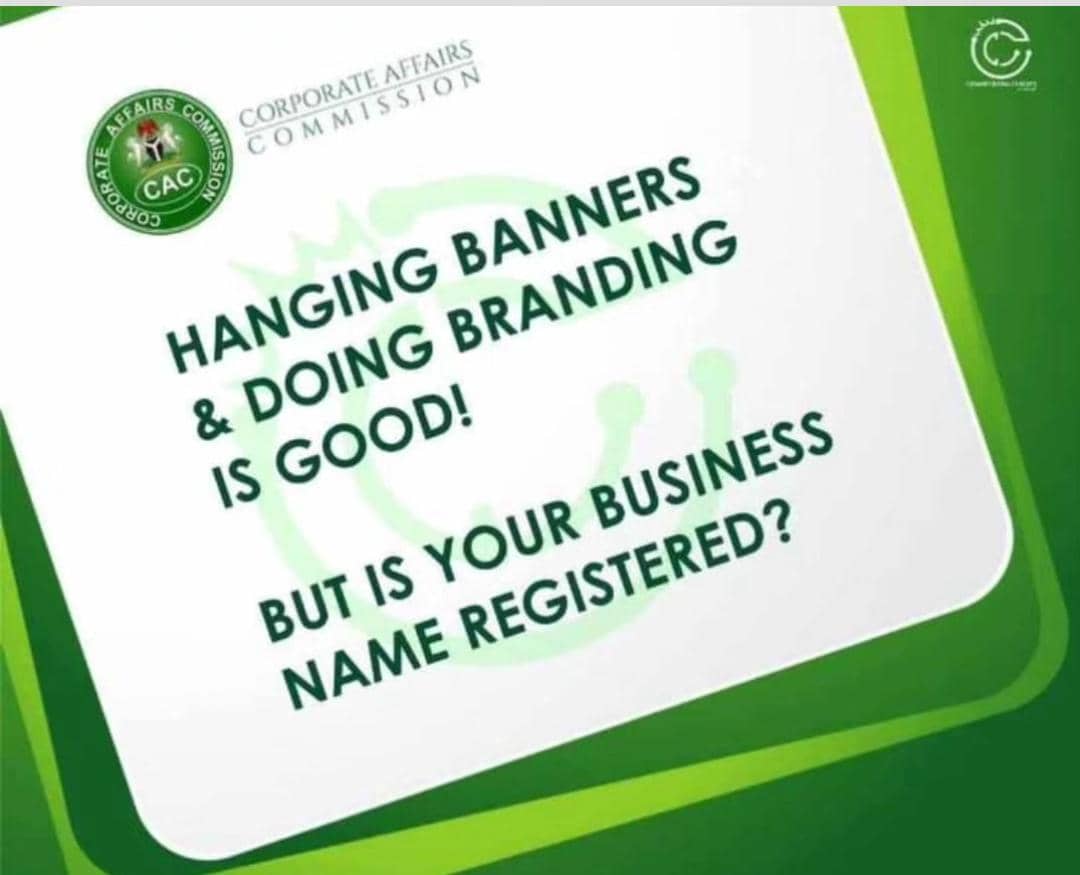 CORPORATE AFFAIRS COMMISSION
CAC
CORPORATE AFFAIRS
COMMISSION
HANGING BANNERS
& DOING BRANDING
IS GOOD!
BUT IS YOUR BUSINESS
NAME REGISTERED?